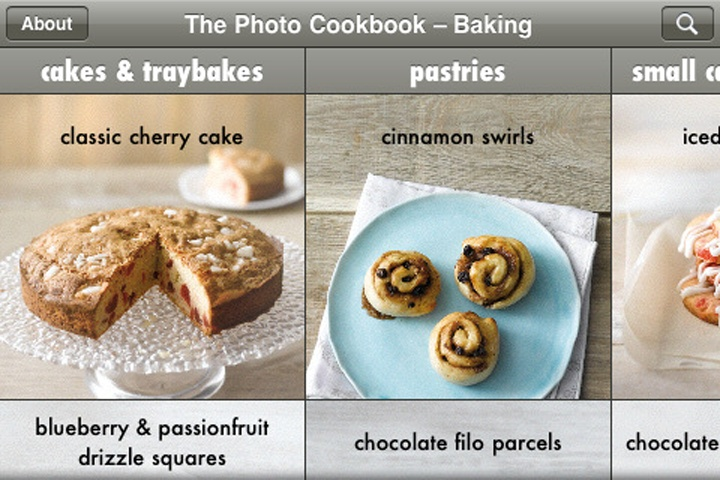 About
The Photo Cookbook – Baking
cakes & traybakes
pastries
small
classic cherry cake
cinnamon swirls
iced
blueberry & passionfruit
drizzle squares
chocolate filo parcels
chocolate